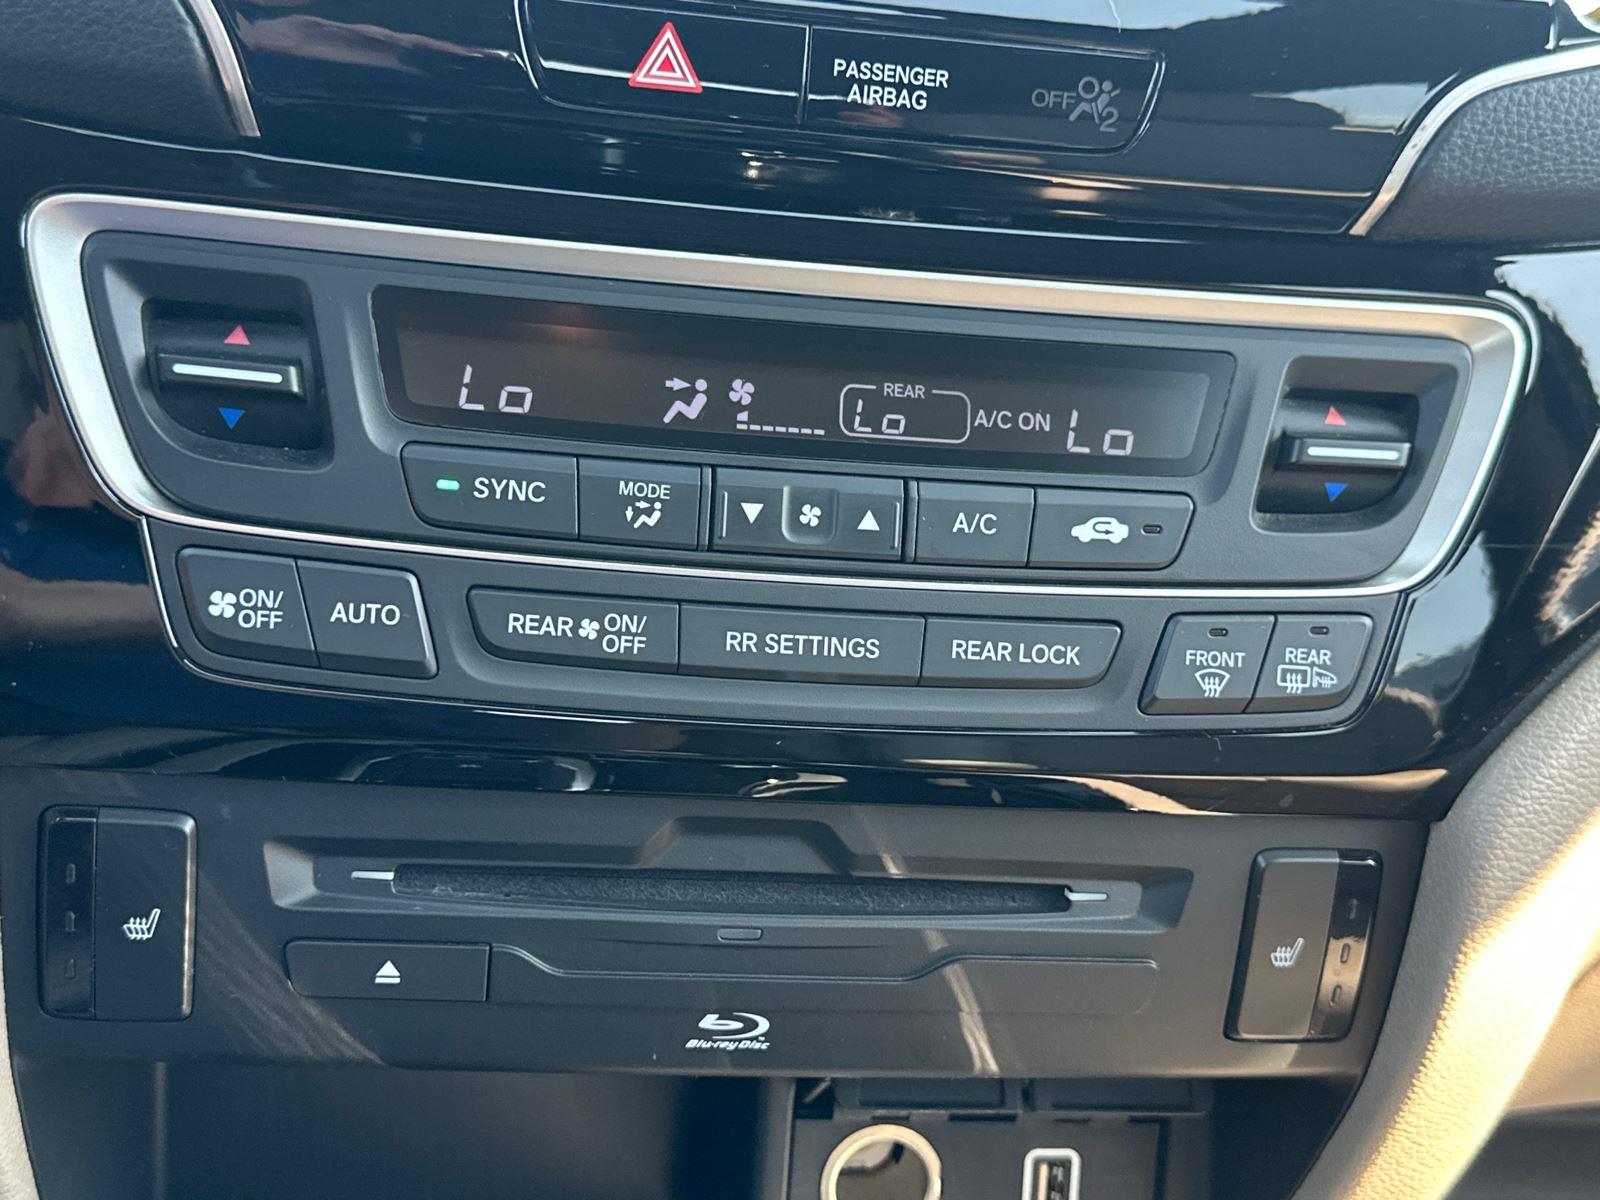 PASSENGER
AIRBAG
OFF
2
Lo
REAR
Lo
A/C ON
Lo
SYNC
MODE
A/C
ON/
OFF
AUTO
REAR ON/
OFF
RR SETTINGS
REAR LOCK
FRONT
REAR
Blu-ray Disc